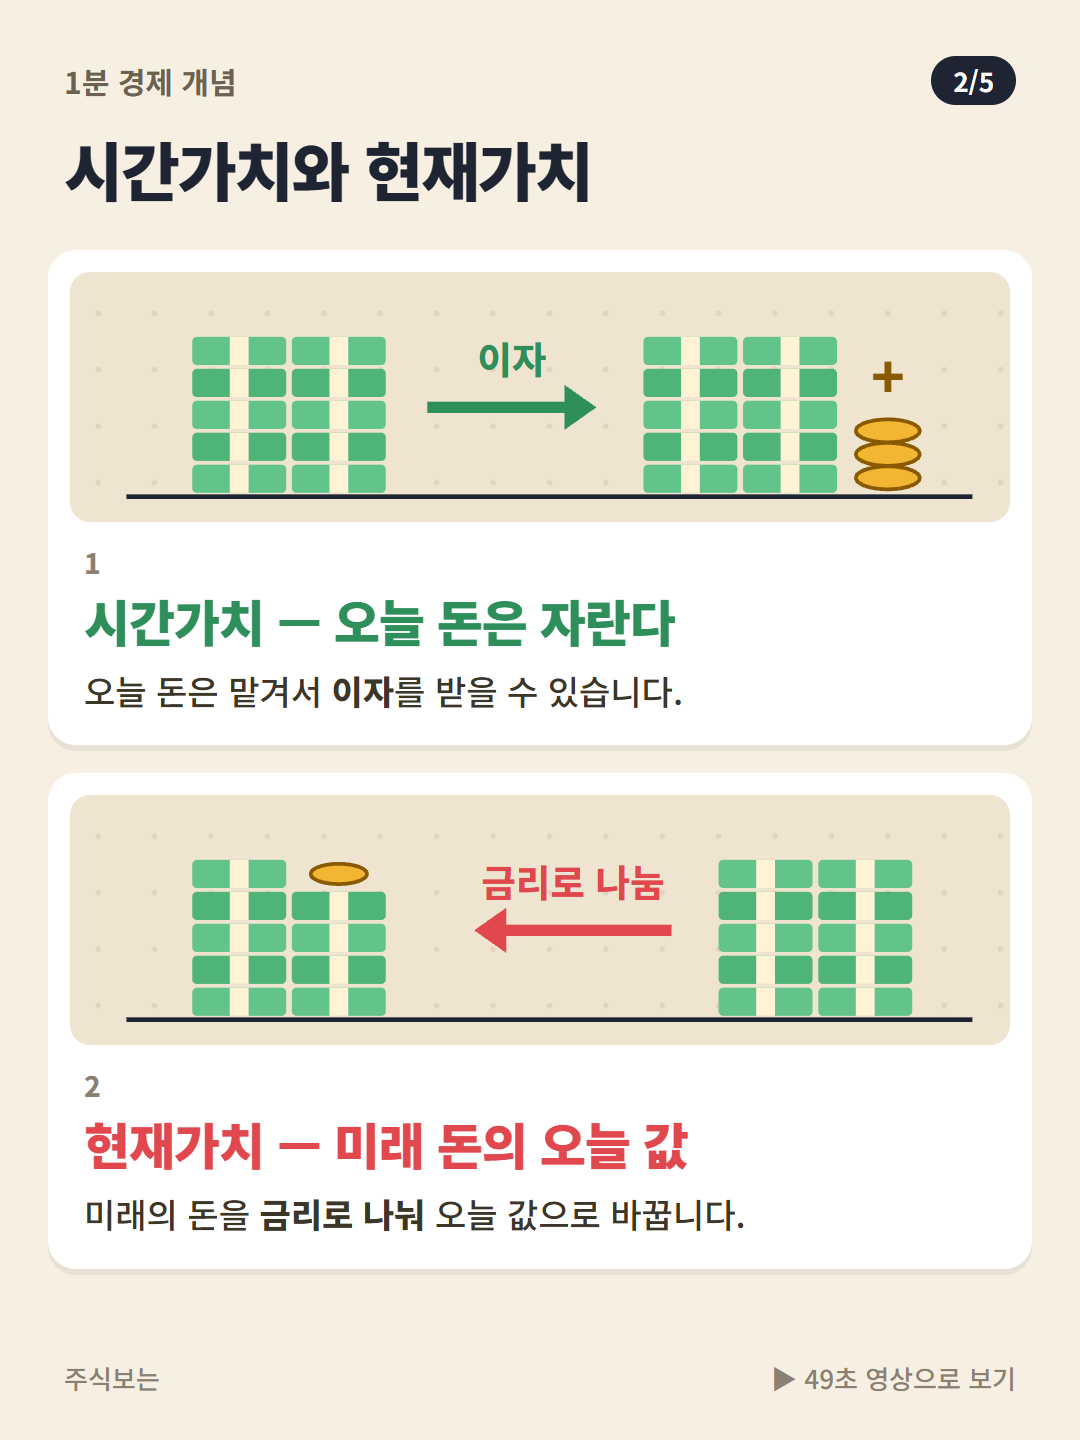 1분 경제 개념
2/5
시간가치와 현재가치
이자
+
1
시간가치 — 오늘 돈은 자란다
오늘 돈은 맡겨서 이자를 받을 수 있습니다.
금리로 나눔
2
현재가치 — 미래 돈의 오늘 값
미래의 돈을 금리로 나눠 오늘 값으로 바꿉니다.
주식보는
▶ 49초 영상으로 보기